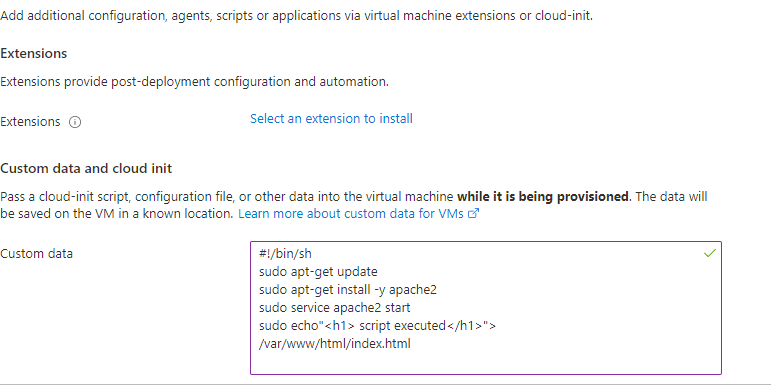 Add additional configuration, agents, scripts or applications via virtual machine extensions or cloud-init.
Extensions
Extensions provide post-deployment configuration and automation.
Extensions
Select an extension to install
Custom data and cloud init
Pass a cloud-init script, configuration file, or other data into the virtual machine while it is being provisioned. The data will
be saved on the VM in a known location. Learn more about custom data for VMs
Custom data
#!/bin/sh
sudo apt-get update
sudo apt-get install -y apache2
sudo service apache2 start
sudo echo"<h1> script executed</h1>">
/var/www/html/index.html